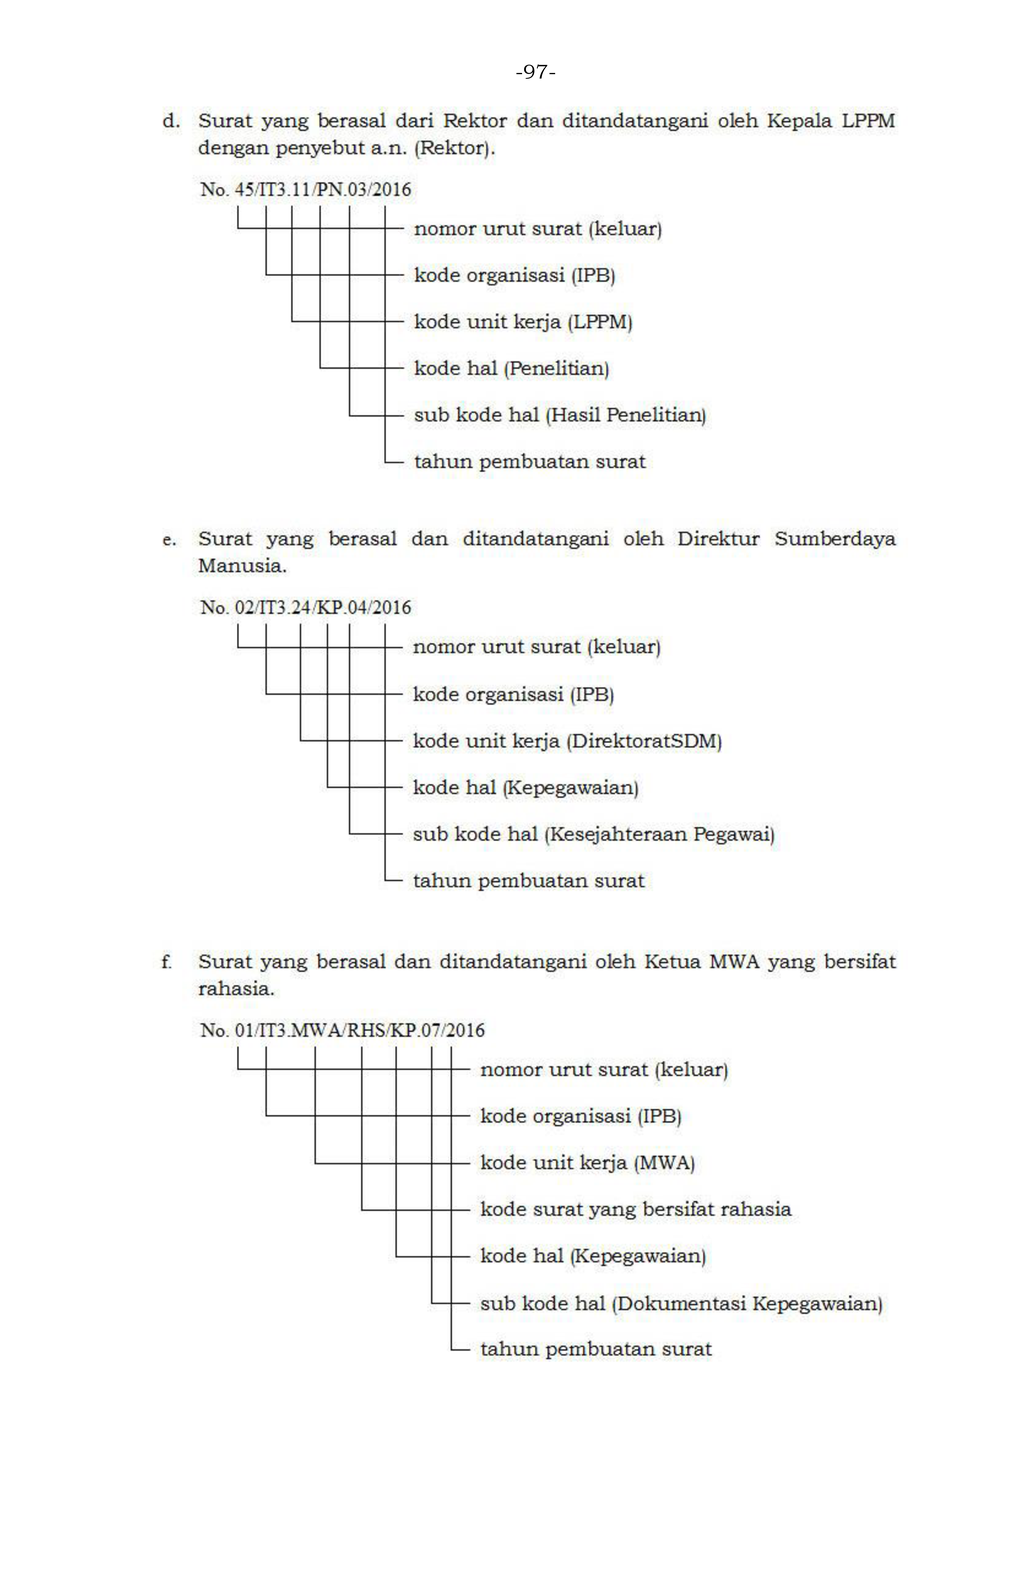 -97-
d. Surat yang berasal dari Rektor dan ditandatangani oleh Kepala LPPM
dengan penyebut a.n. (Rektor).
No. 45/IT3.11/PN.03/2016
nomor urut surat (keluar)
kode organisasi (IPB)
kode unit kerja (LPPM)
kode hal (Penelitian)
sub kode hal (Hasil Penelitian)
tahun pembuatan surat
e. Surat yang berasal dan ditandatangani oleh Direktur Sumberdaya
Manusia.
No. 02/IT3.24/KP.04/2016
nomor urut surat (keluar)
kode organisasi (IPB)
kode unit kerja (DirektoratSDM)
kode hal (Kepegawaian)
sub kode hal (Kesejahteraan Pegawai)
tahun pembuatan surat
f. Surat yang berasal dan ditandatangani oleh Ketua MWA yang bersifat
rahasia.
No. 01/IT3.MWA/RHS/KP.07/2016
nomor urut surat (keluar)
kode organisasi (IPB)
kode unit kerja (MWA)
kode surat yang bersifat rahasia
kode hal (Kepegawaian)
sub kode hal (Dokumentasi Kepegawaian)
tahun pembuatan surat